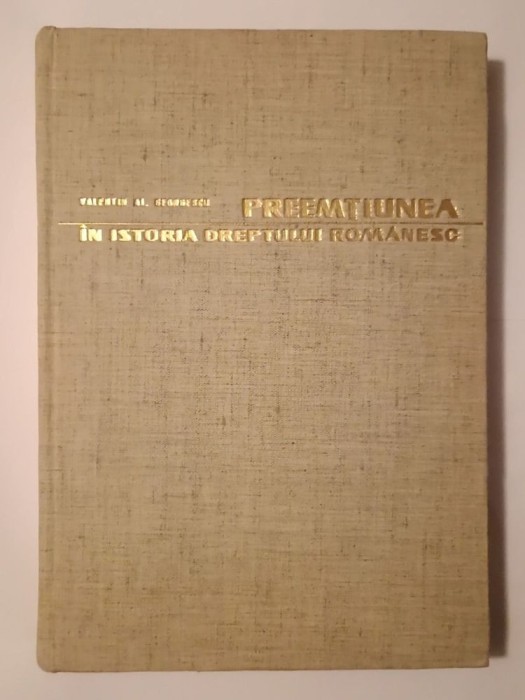 VALENTIN AL. GEORGESCU PREEMȚIUNEA
ÎN ISTORIA DREPTULUI ROMÂNESC